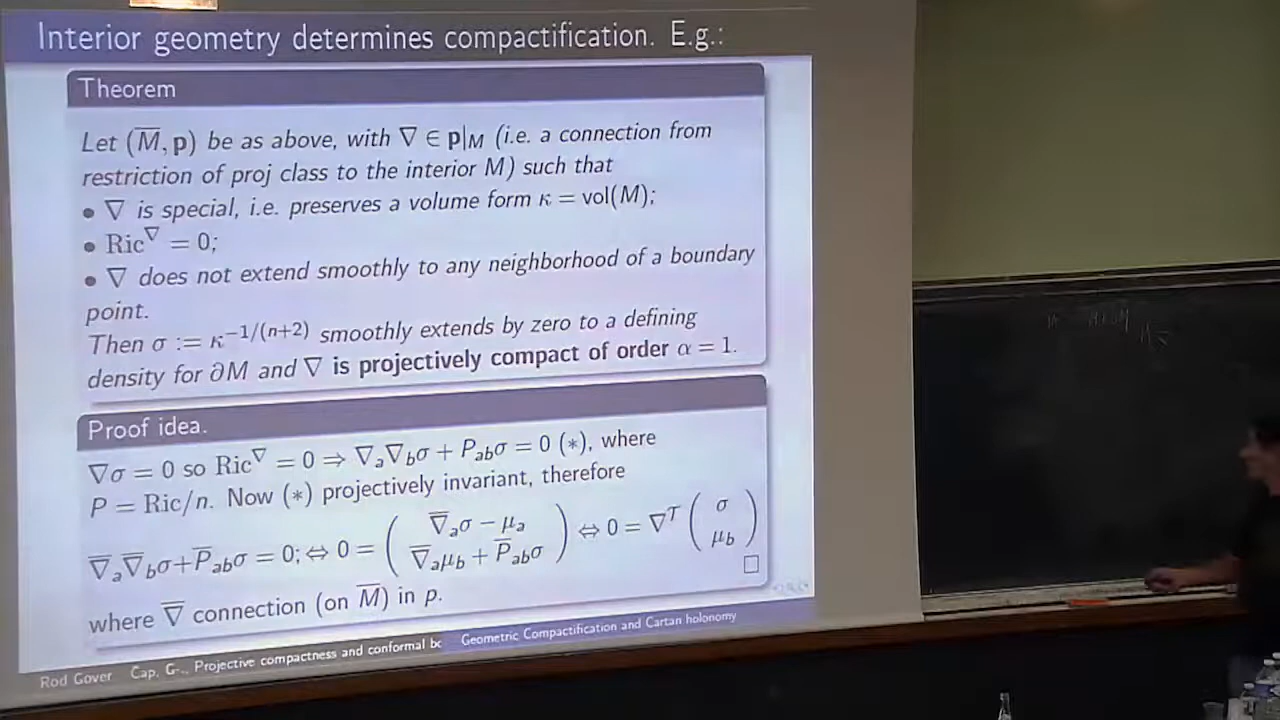 Interior geometry determines compactification. E.g.:
Theorem
Let (M̅, p) be as above, with ∇ ∈ p|_M (i.e. a connection from
restriction of proj class to the interior M) such that
• ∇ is special, i.e. preserves a volume form κ = vol(M);
• Ric^∇ = 0;
• ∇ does not extend smoothly to any neighborhood of a boundary
point.
Then σ := κ^{-1/(n+2)} smoothly extends by zero to a defining
density for ∂M and ∇ is projectively compact of order α = 1.
Proof idea.
∇σ = 0 so Ric^∇ = 0 ⇒ ∇_a∇_bσ + P_{ab}σ = 0 (*), where
P = Ric/n. Now (*) projectively invariant, therefore
∇̅_a∇̅_bσ + P̅_{ab}σ = 0; ⇔ 0 = ( ∇̅_aσ − μ_a ; ∇̅_aμ_b + P̅_{ab}σ ) ⇔ 0 = ∇^T ( σ ; μ_b )
□
where ∇̅ connection (on M̅) in p.
Rod Gover Cap, G-., Projective compactness and conformal bc Geometric Compactification and Cartan holonomy